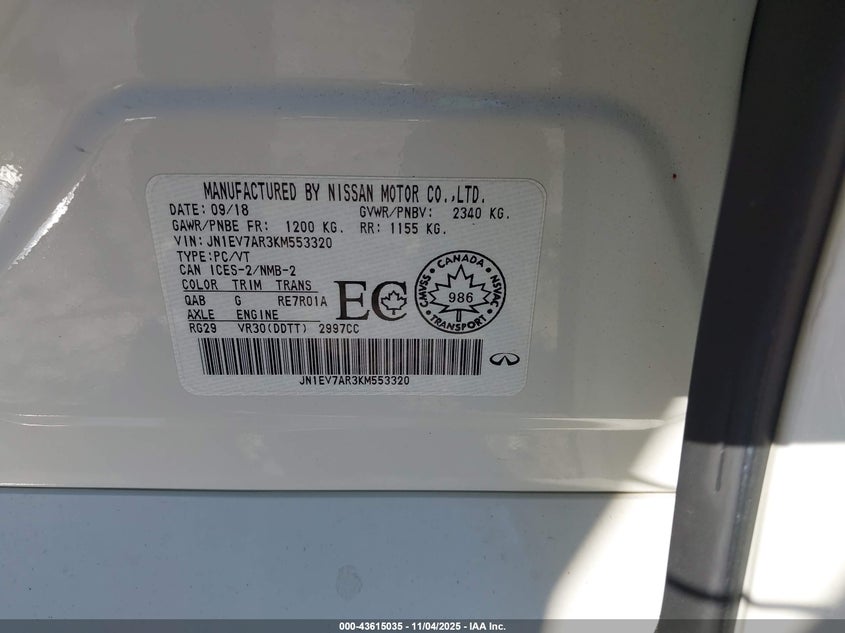 MANUFACTURED BY NISSAN MOTOR CO.,LTD.
DATE: 09/18 GVWR/PNBV: 2340 KG.
GAWR/PNBE FR: 1200 KG. RR: 1155 KG.
VIN: JN1EV7AR3KM553320
TYPE:PC/VT
CAN ICES-2/NMB-2
COLOR TRIM TRANS
QAB G RE7R01A
AXLE ENGINE
RG29 VR30(DDTT) 2997CC
EC
CANADA
CMVSS
NSVAC
986
TRANSPORT
JN1EV7AR3KM553320
000-43615035 - 11/04/2025 - IAA Inc.